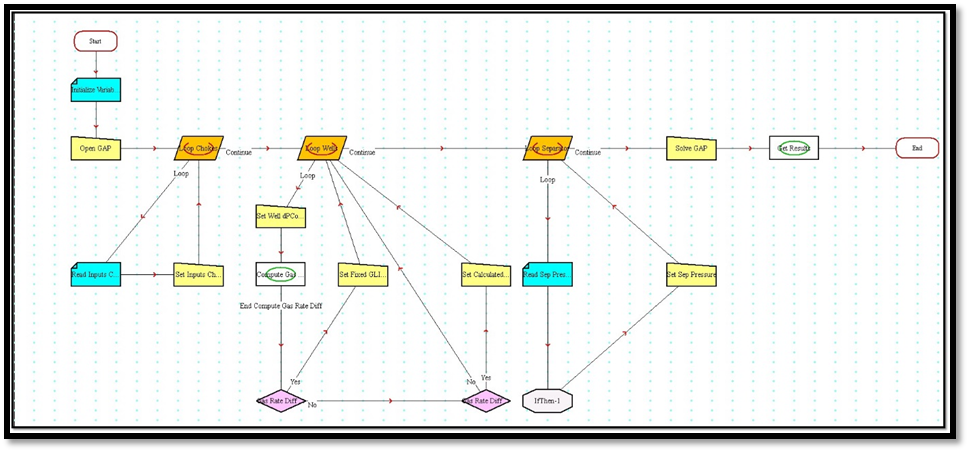 Start
Initialize Variab...
Open GAP
Loop Chokes
Continue
Loop Wells
Continue
Loop Separator
Continue
Solve GAP
Get Results
End
Loop
Loop
Loop
Set Well dPCo...
Read Inputs C...
Set Inputs Ch...
Compute Gas
Set Fixed GLI...
Set Calculated...
Read Sep Pres...
Set Sep Pressure
End Compute Gas Rate Diff
Yes
No
Yes
Gas Rate Diff
No
Gas Rate Diff
IfThen-1